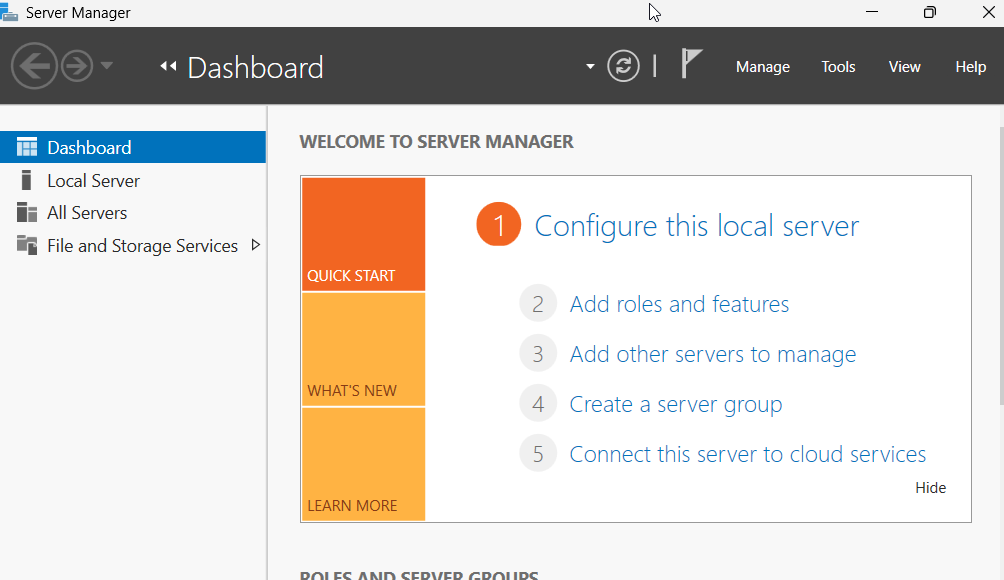 Server Manager
Dashboard
Manage Tools View Help
Dashboard
Local Server
All Servers
File and Storage Services
WELCOME TO SERVER MANAGER
QUICK START
WHAT'S NEW
LEARN MORE
1 Configure this local server
2 Add roles and features
3 Add other servers to manage
4 Create a server group
5 Connect this server to cloud services
Hide
ROLES AND SERVER GROUPS